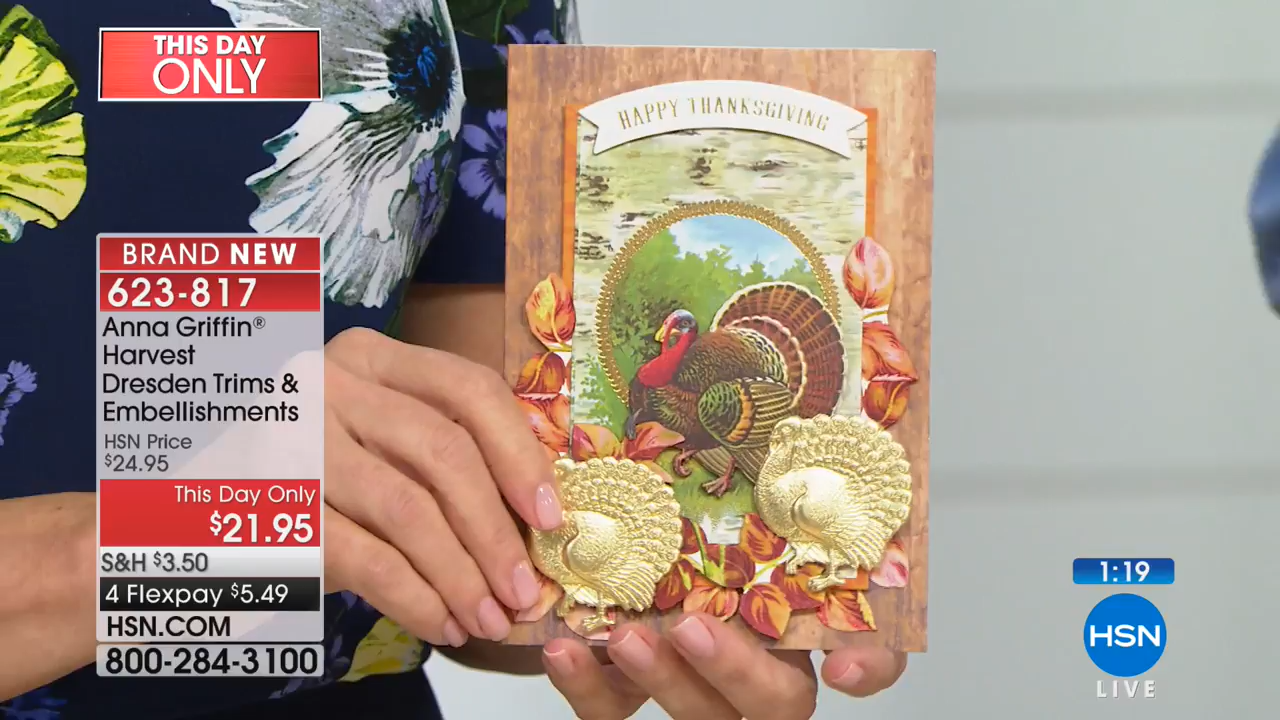 THIS DAY
ONLY
BRAND NEW
623-817
Anna Griffin®
Harvest
Dresden Trims &
Embellishments
HSN Price
$24.95
This Day Only
$21.95
S&H $3.50
4 Flexpay $5.49
HSN.COM
800-284-3100
HAPPY THANKSGIVING
1:19
HSN
LIVE